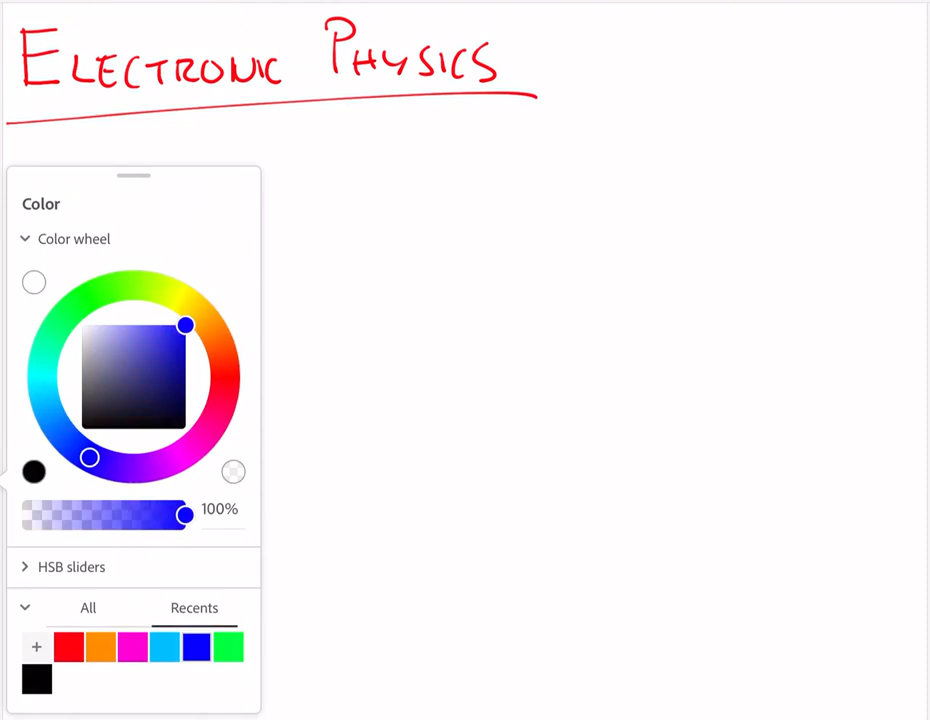 ELECTRONIC PHYSICS
Color
Color wheel
100%
HSB sliders
All Recents
+